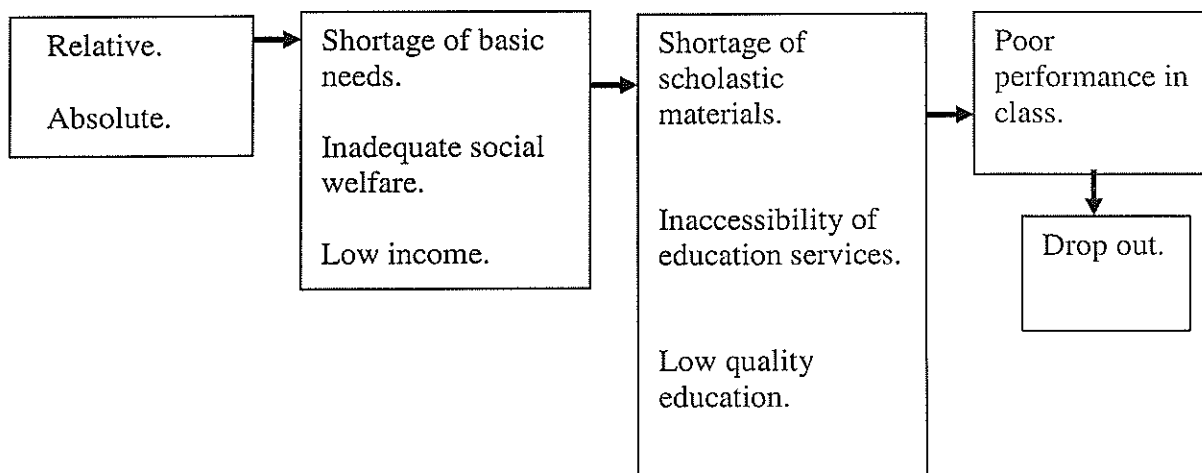 Relative.
Absolute.
Shortage of basic
needs.
Inadequate social
welfare.
Low income.
Shortage of
scholastic
materials.
Inaccessibility of
education services.
Low quality
education.
Poor
performance in
class.
Drop out.